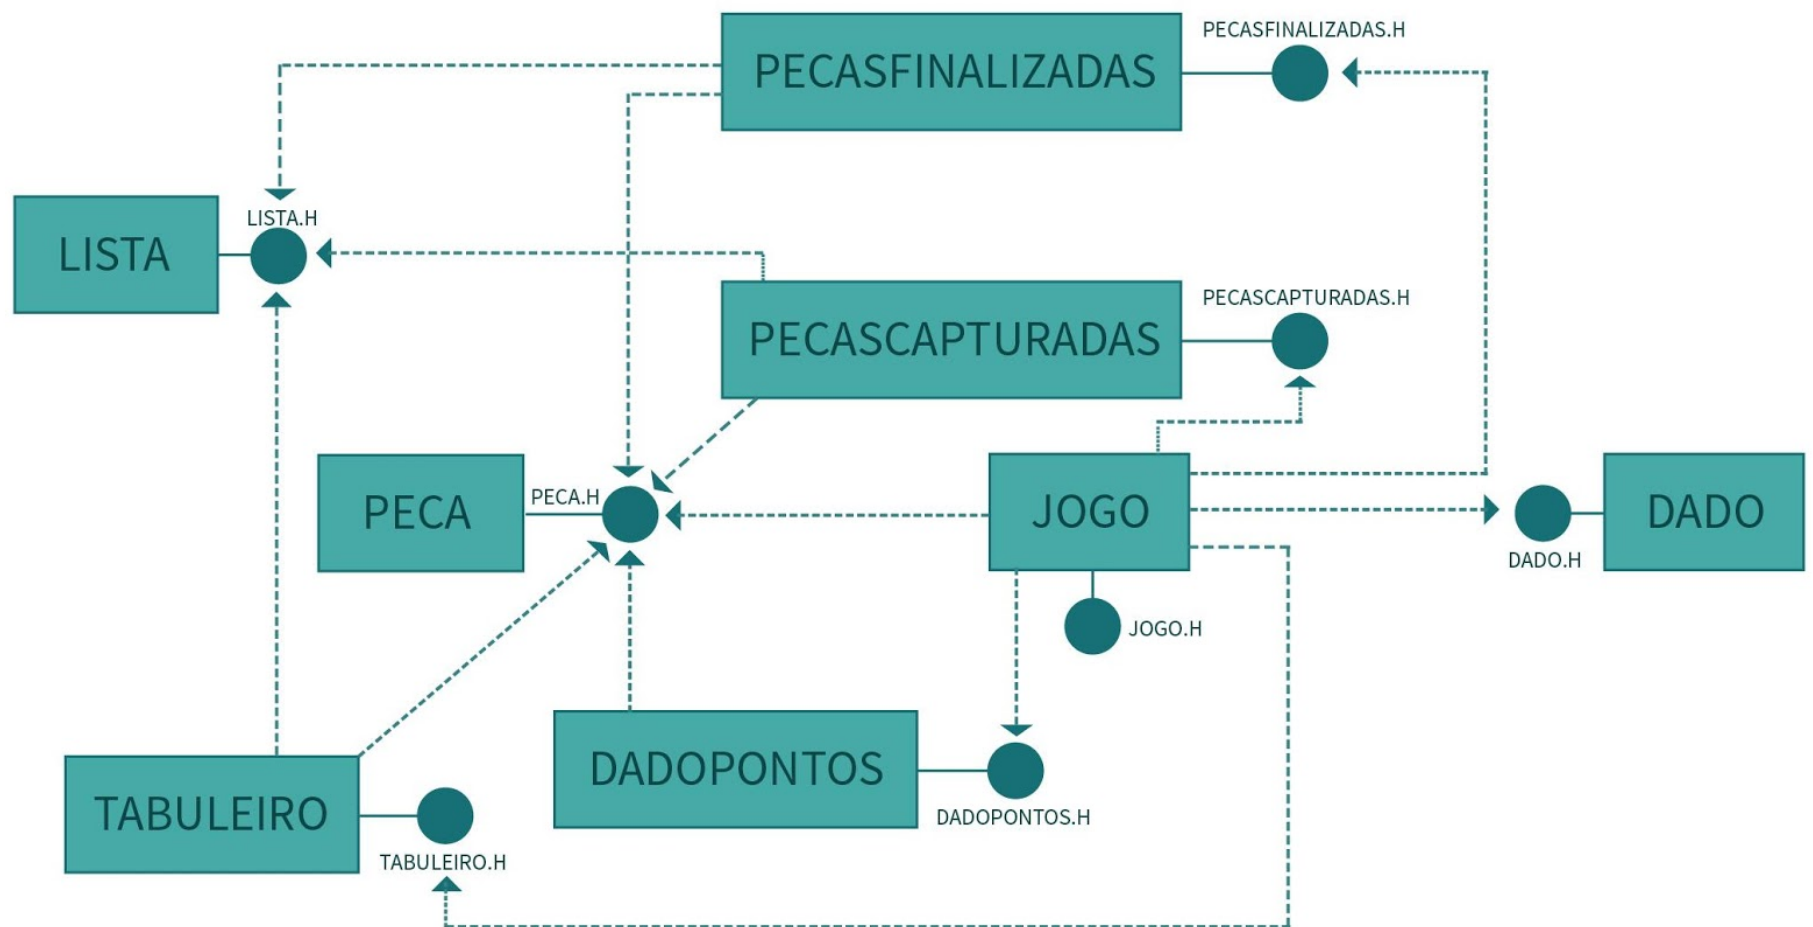 PECASFINALIZADAS.H
PECASFINALIZADAS
LISTA.H
LISTA
PECASCAPTURADAS.H
PECASCAPTURADAS
PECA
PECA.H
JOGO
DADO
DADO.H
JOGO.H
DADOPONTOS
DADOPONTOS.H
TABULEIRO
TABULEIRO.H